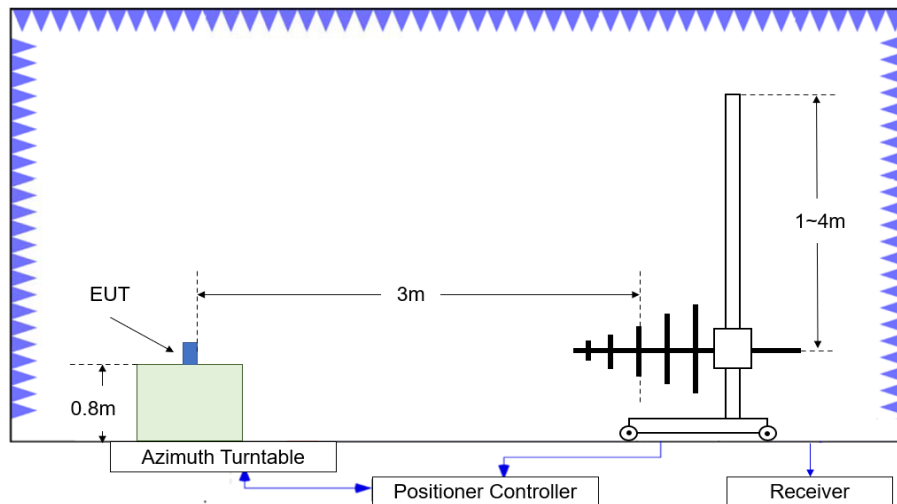 1~4m
EUT
3m
0.8m
Azimuth Turntable
Positioner Controller
Receiver